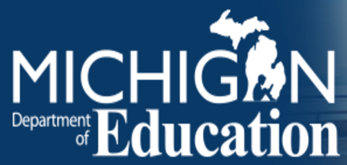 MICHIGAN
Department of Education